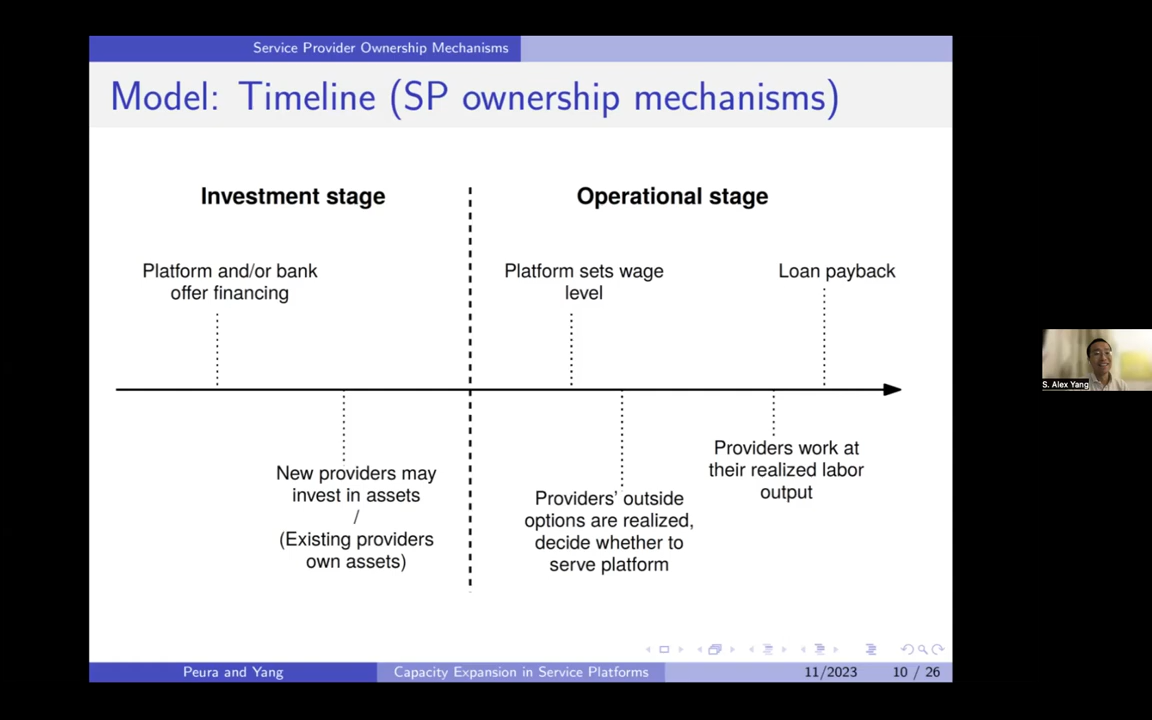 Service Provider Ownership Mechanisms
Model: Timeline (SP ownership mechanisms)
Investment stage
Operational stage
Platform and/or bank
offer financing
Platform sets wage
level
Loan payback
New providers may
invest in assets
/
(Existing providers
own assets)
Providers' outside
options are realized,
decide whether to
serve platform
Providers work at
their realized labor
output
S. Alex Yang
Peura and Yang
Capacity Expansion in Service Platforms
11/2023
10 / 26